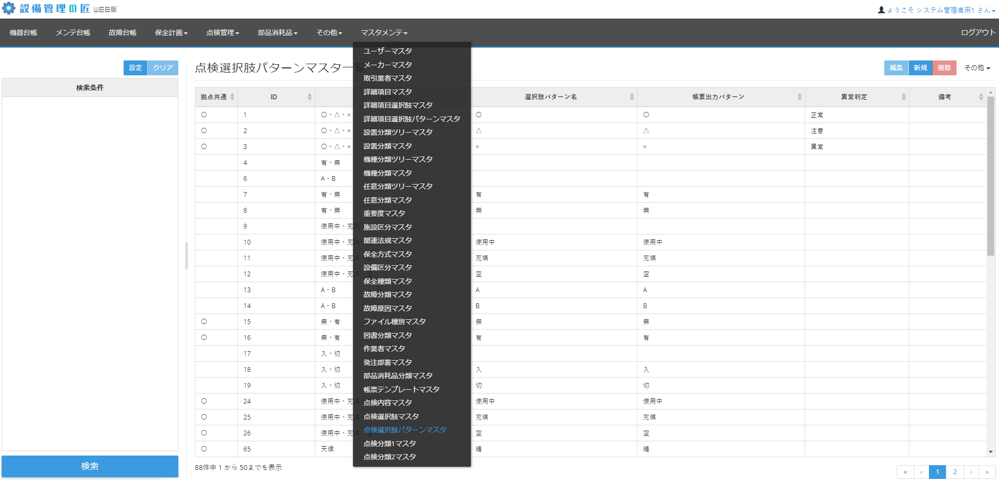 設備管理の匠 WEB版
ようこそ システム管理者用1 さん
機器台帳 メンテ台帳 故障台帳 保全計画 点検管理 部品消耗品 その他 マスタメンテ ログアウト
設定 クリア
検索条件
検索
点検選択肢パターンマスタ一覧
編集 新規 削除 その他
拠点共通 ID 選択肢 選択肢パターン名 帳票出力パターン 異常判定 備考
〇 1 〇・△・× 〇 〇 正常
〇 2 〇・△・× △ △ 注意
〇 3 〇・△・× × × 異常
4 有・無
6 A・B
7 有・無 有 有
8 有・無 無 無
9 使用中・充填
10 使用中・充填 使用中 使用中
11 使用中・充填 充填 充填
12 使用中・充填・空 空 空
13 A・B A A
14 A・B B B
〇 15 無・有 無 無
〇 16 無・有 有 有
17 入・切
18 入・切 入 入
19 入・切 切 切
〇 24 使用中・充填 使用中 使用中
〇 25 使用中・充填 充填 充填
〇 26 使用中・充填・空 空 空
〇 65 天候 晴 晴
ユーザーマスタ
メーカーマスタ
取引業者マスタ
詳細項目マスタ
詳細項目選択肢マスタ
詳細項目選択肢パターンマスタ
設置分類ツリーマスタ
設置分類マスタ
機種分類ツリーマスタ
機種分類マスタ
任意分類ツリーマスタ
任意分類マスタ
重要度マスタ
施設区分マスタ
関連法規マスタ
保全方式マスタ
設備区分マスタ
保全種類マスタ
故障分類マスタ
故障原因マスタ
ファイル種別マスタ
図書分類マスタ
作業者マスタ
発注部署マスタ
部品消耗品分類マスタ
帳票テンプレートマスタ
点検内容マスタ
点検選択肢マスタ
点検選択肢パターンマスタ
点検分類1マスタ
点検分類2マスタ
88件中 1 から 50までを表示
« ‹ 1 2 › »